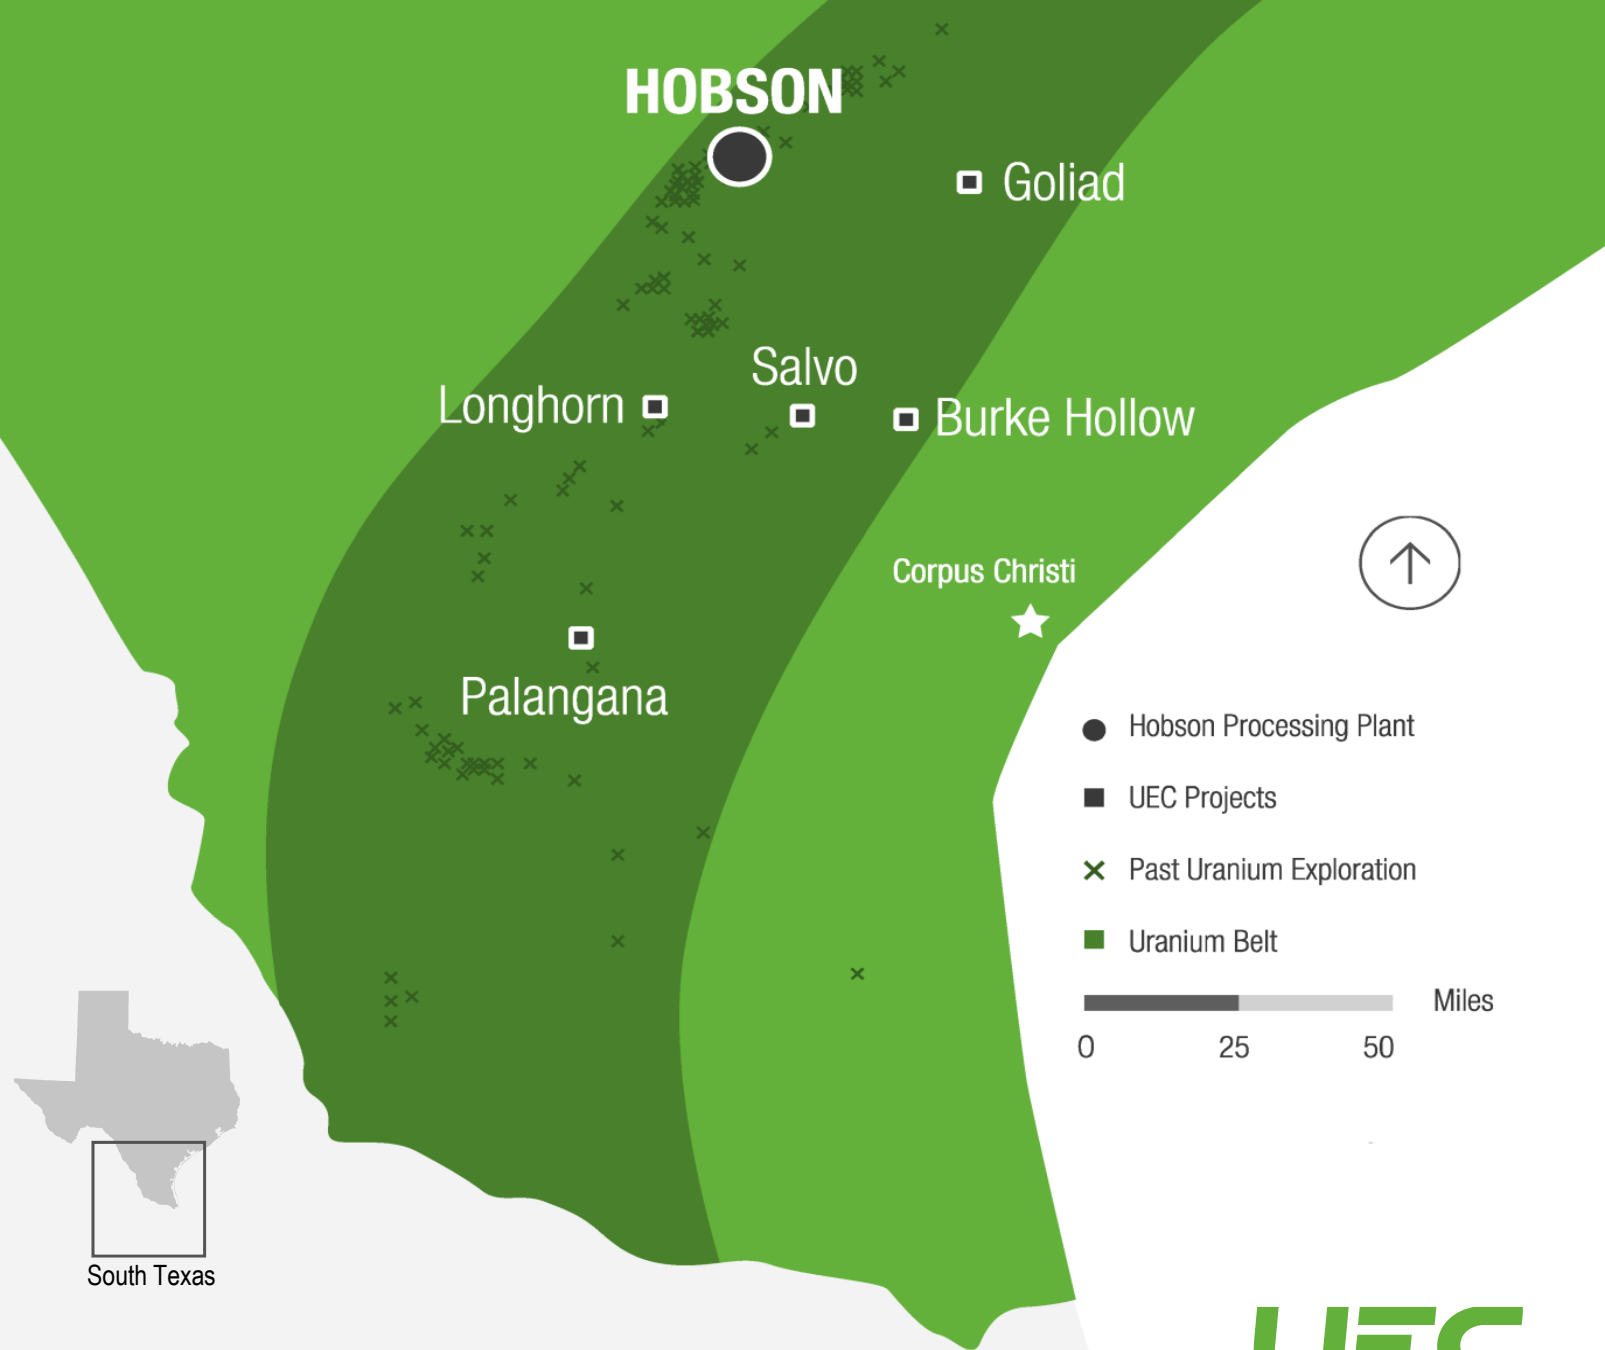 HOBSON
Goliad
Salvo
Longhorn
Burke Hollow
Corpus Christi
Palangana
Hobson Processing Plant
UEC Projects
Past Uranium Exploration
Uranium Belt
Miles
0 25 50
South Texas
UEC